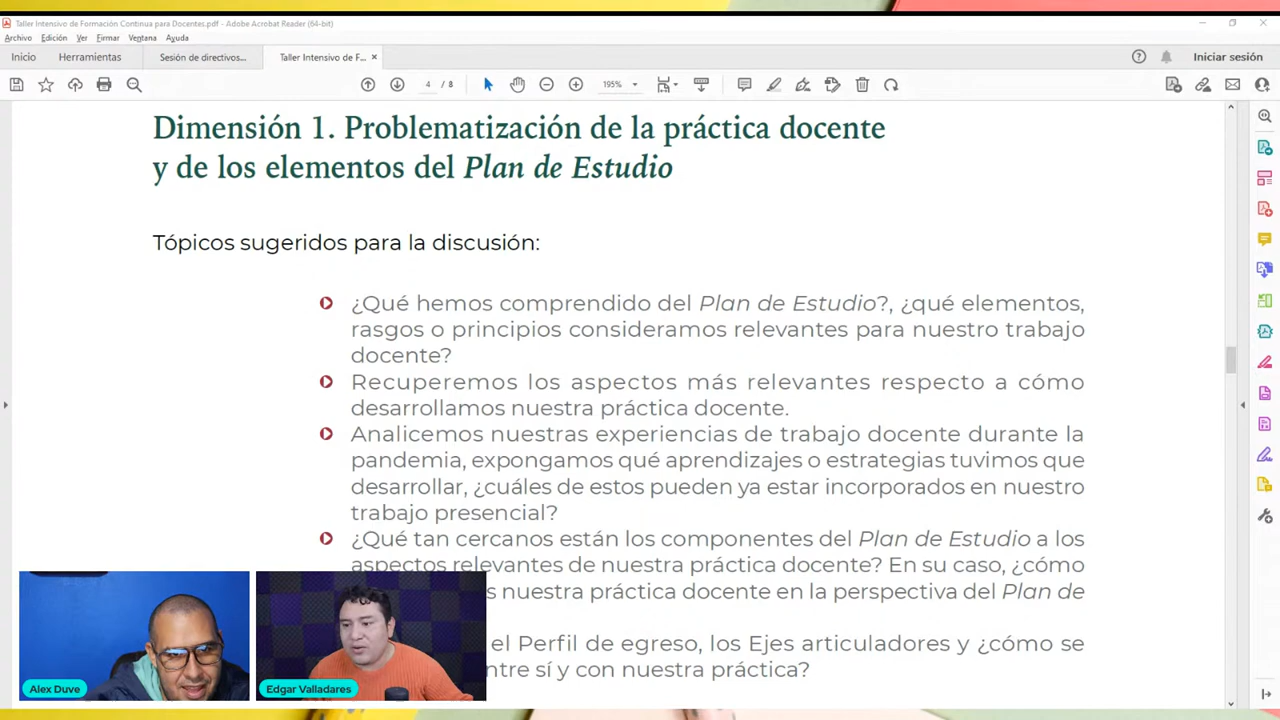 Taller Intensivo de Formación Continua para Docentes.pdf - Adobe Acrobat Reader (64-bit)
Archivo Edición Ver Firmar Ventana Ayuda
Inicio Herramientas Sesión de directivos... Taller Intensivo de F... × Iniciar sesión
4 / 8 195%
Dimensión 1. Problematización de la práctica docente
y de los elementos del Plan de Estudio
Tópicos sugeridos para la discusión:
¿Qué hemos comprendido del Plan de Estudio?, ¿qué elementos,
rasgos o principios consideramos relevantes para nuestro trabajo
docente?
Recuperemos los aspectos más relevantes respecto a cómo
desarrollamos nuestra práctica docente.
Analicemos nuestras experiencias de trabajo docente durante la
pandemia, expongamos qué aprendizajes o estrategias tuvimos que
desarrollar, ¿cuáles de estos pueden ya estar incorporados en nuestro
trabajo presencial?
¿Qué tan cercanos están los componentes del Plan de Estudio a los
aspectos relevantes de nuestra práctica docente? En su caso, ¿cómo
s nuestra práctica docente en la perspectiva del Plan de
el Perfil de egreso, los Ejes articuladores y ¿cómo se
ntre sí y con nuestra práctica?
Alex Duve
Edgar Valladares